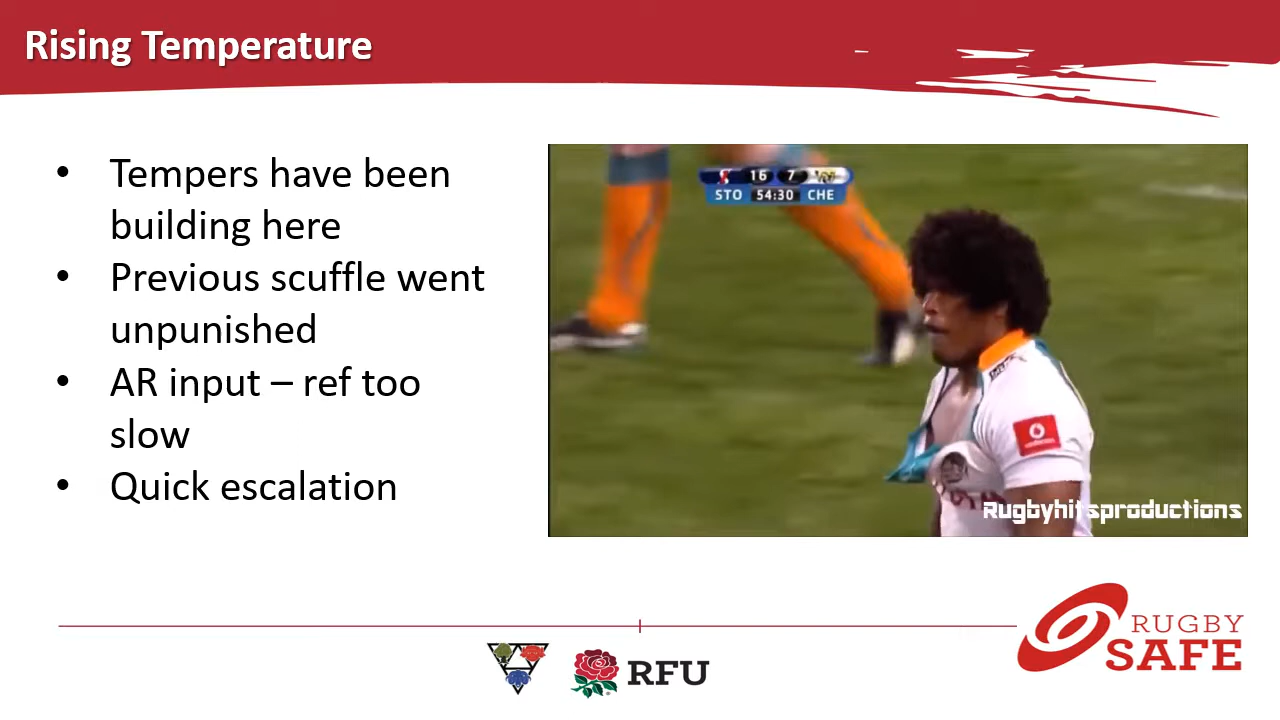 Rising Temperature
• Tempers have been
building here
• Previous scuffle went
unpunished
• AR input – ref too
slow
• Quick escalation
16 7
STO 54:30 CHE
Rugbyhitsproductions
RFU
RUGBY
SAFE